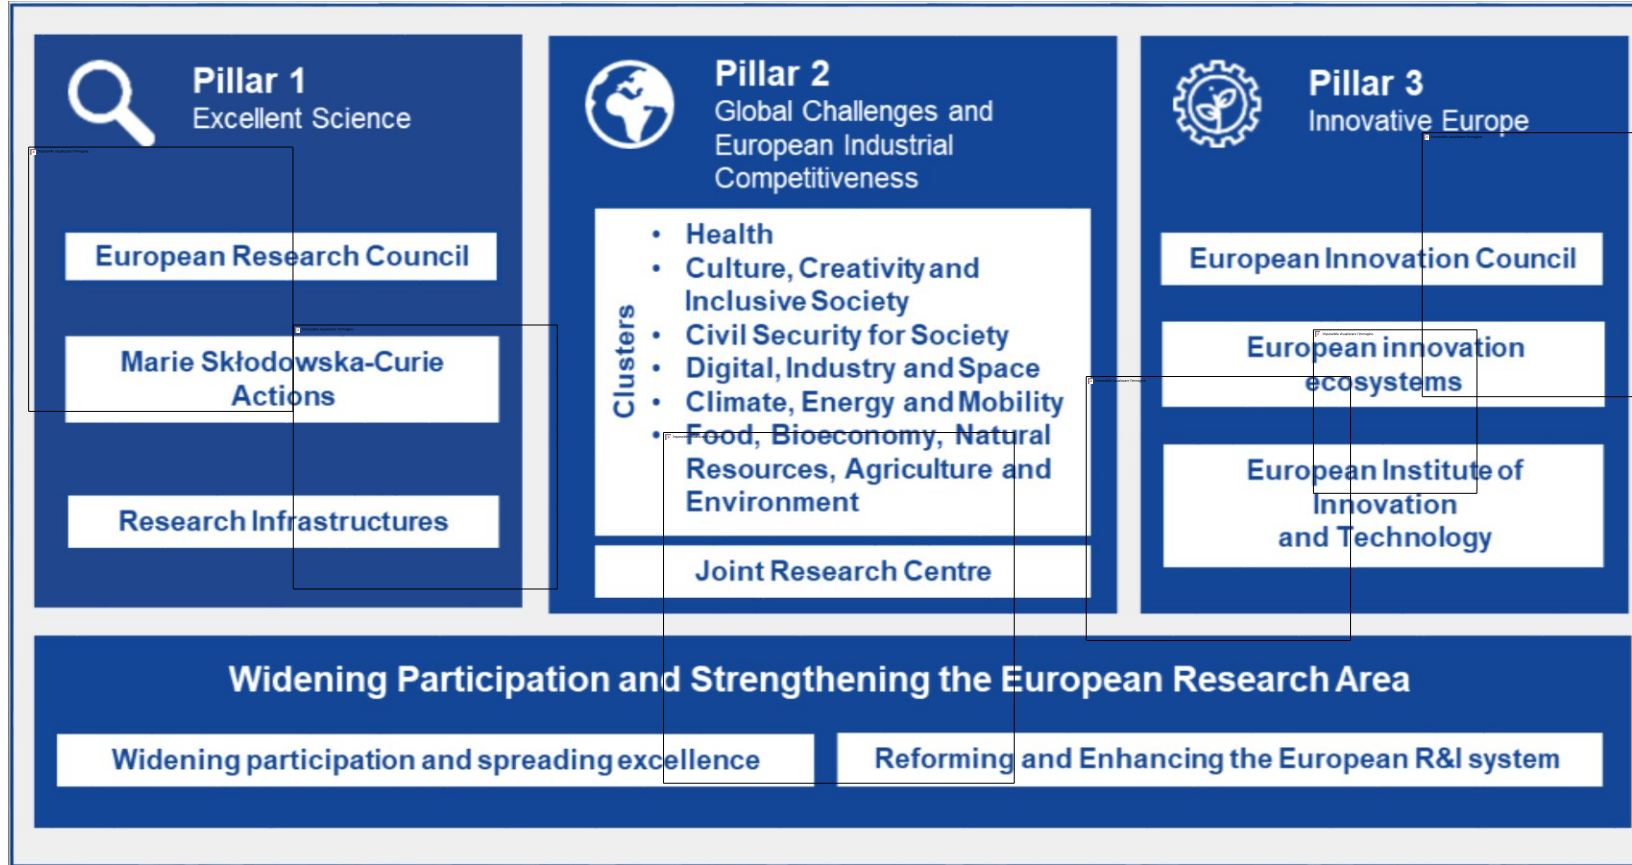 Pillar 1
Excellent Science
European Research Council
Marie Skłodowska-Curie
Actions
Research Infrastructures
Pillar 2
Global Challenges and
European Industrial
Competitiveness
Clusters
• Health
• Culture, Creativity and
Inclusive Society
• Civil Security for Society
• Digital, Industry and Space
• Climate, Energy and Mobility
• Food, Bioeconomy, Natural
Resources, Agriculture and
Environment
Joint Research Centre
Pillar 3
Innovative Europe
European Innovation Council
European innovation
ecosystems
European Institute of
Innovation
and Technology
Widening Participation and Strengthening the European Research Area
Widening participation and spreading excellence
Reforming and Enhancing the European R&I system